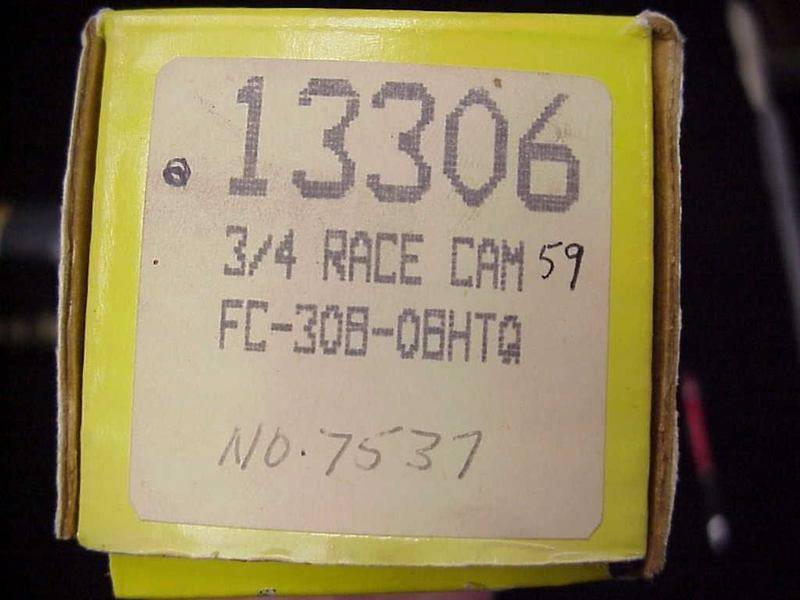 13306
3/4 RACE CAM 59
FC-308-08HTQ
NO. 7537